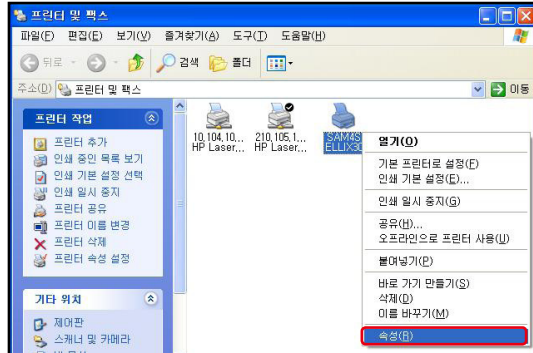 프린터 및 팩스
파일(F) 편집(E) 보기(V) 즐겨찾기(A) 도구(T) 도움말(H)
뒤로 검색 폴더
주소(D) 프린터 및 팩스 이동
프린터 작업
프린터 추가
인쇄 중인 목록 보기
인쇄 기본 설정 선택
인쇄 일시 중지
프린터 공유
프린터 이름 변경
프린터 삭제
프린터 속성 설정
기타 위치
제어판
스캐너 및 카메라
10,104,10,...
HP Laser,...
210,105,1,...
HP Laser,...
SAM4S
ELLIX30
열기(O)
기본 프린터로 설정(F)
인쇄 기본 설정(E)...
인쇄 일시 중지(G)
공유(H)...
오프라인으로 프린터 사용(U)
붙여넣기(P)
바로 가기 만들기(S)
삭제(D)
이름 바꾸기(M)
속성(R)